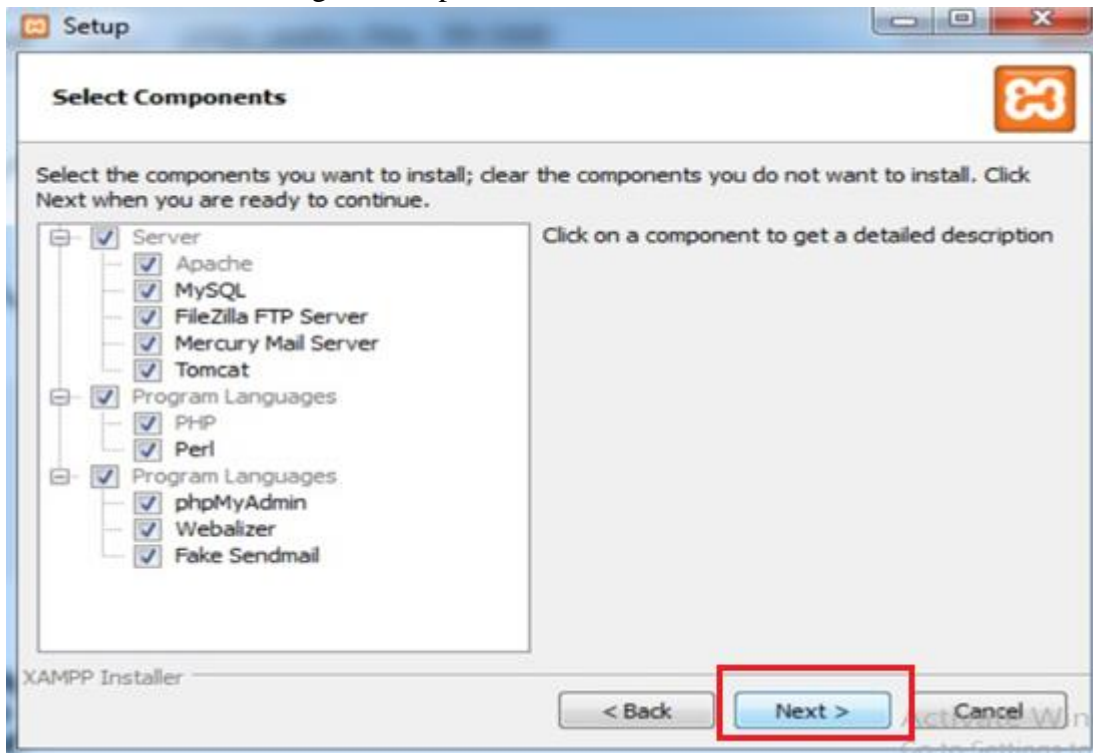 Setup
Select Components
Select the components you want to install; clear the components you do not want to install. Click
Next when you are ready to continue.
Server
Apache
MySQL
FileZilla FTP Server
Mercury Mail Server
Tomcat
Program Languages
PHP
Perl
Program Languages
phpMyAdmin
Webalizer
Fake Sendmail
Click on a component to get a detailed description
XAMPP Installer
< Back
Next >
Cancel
Activate Win